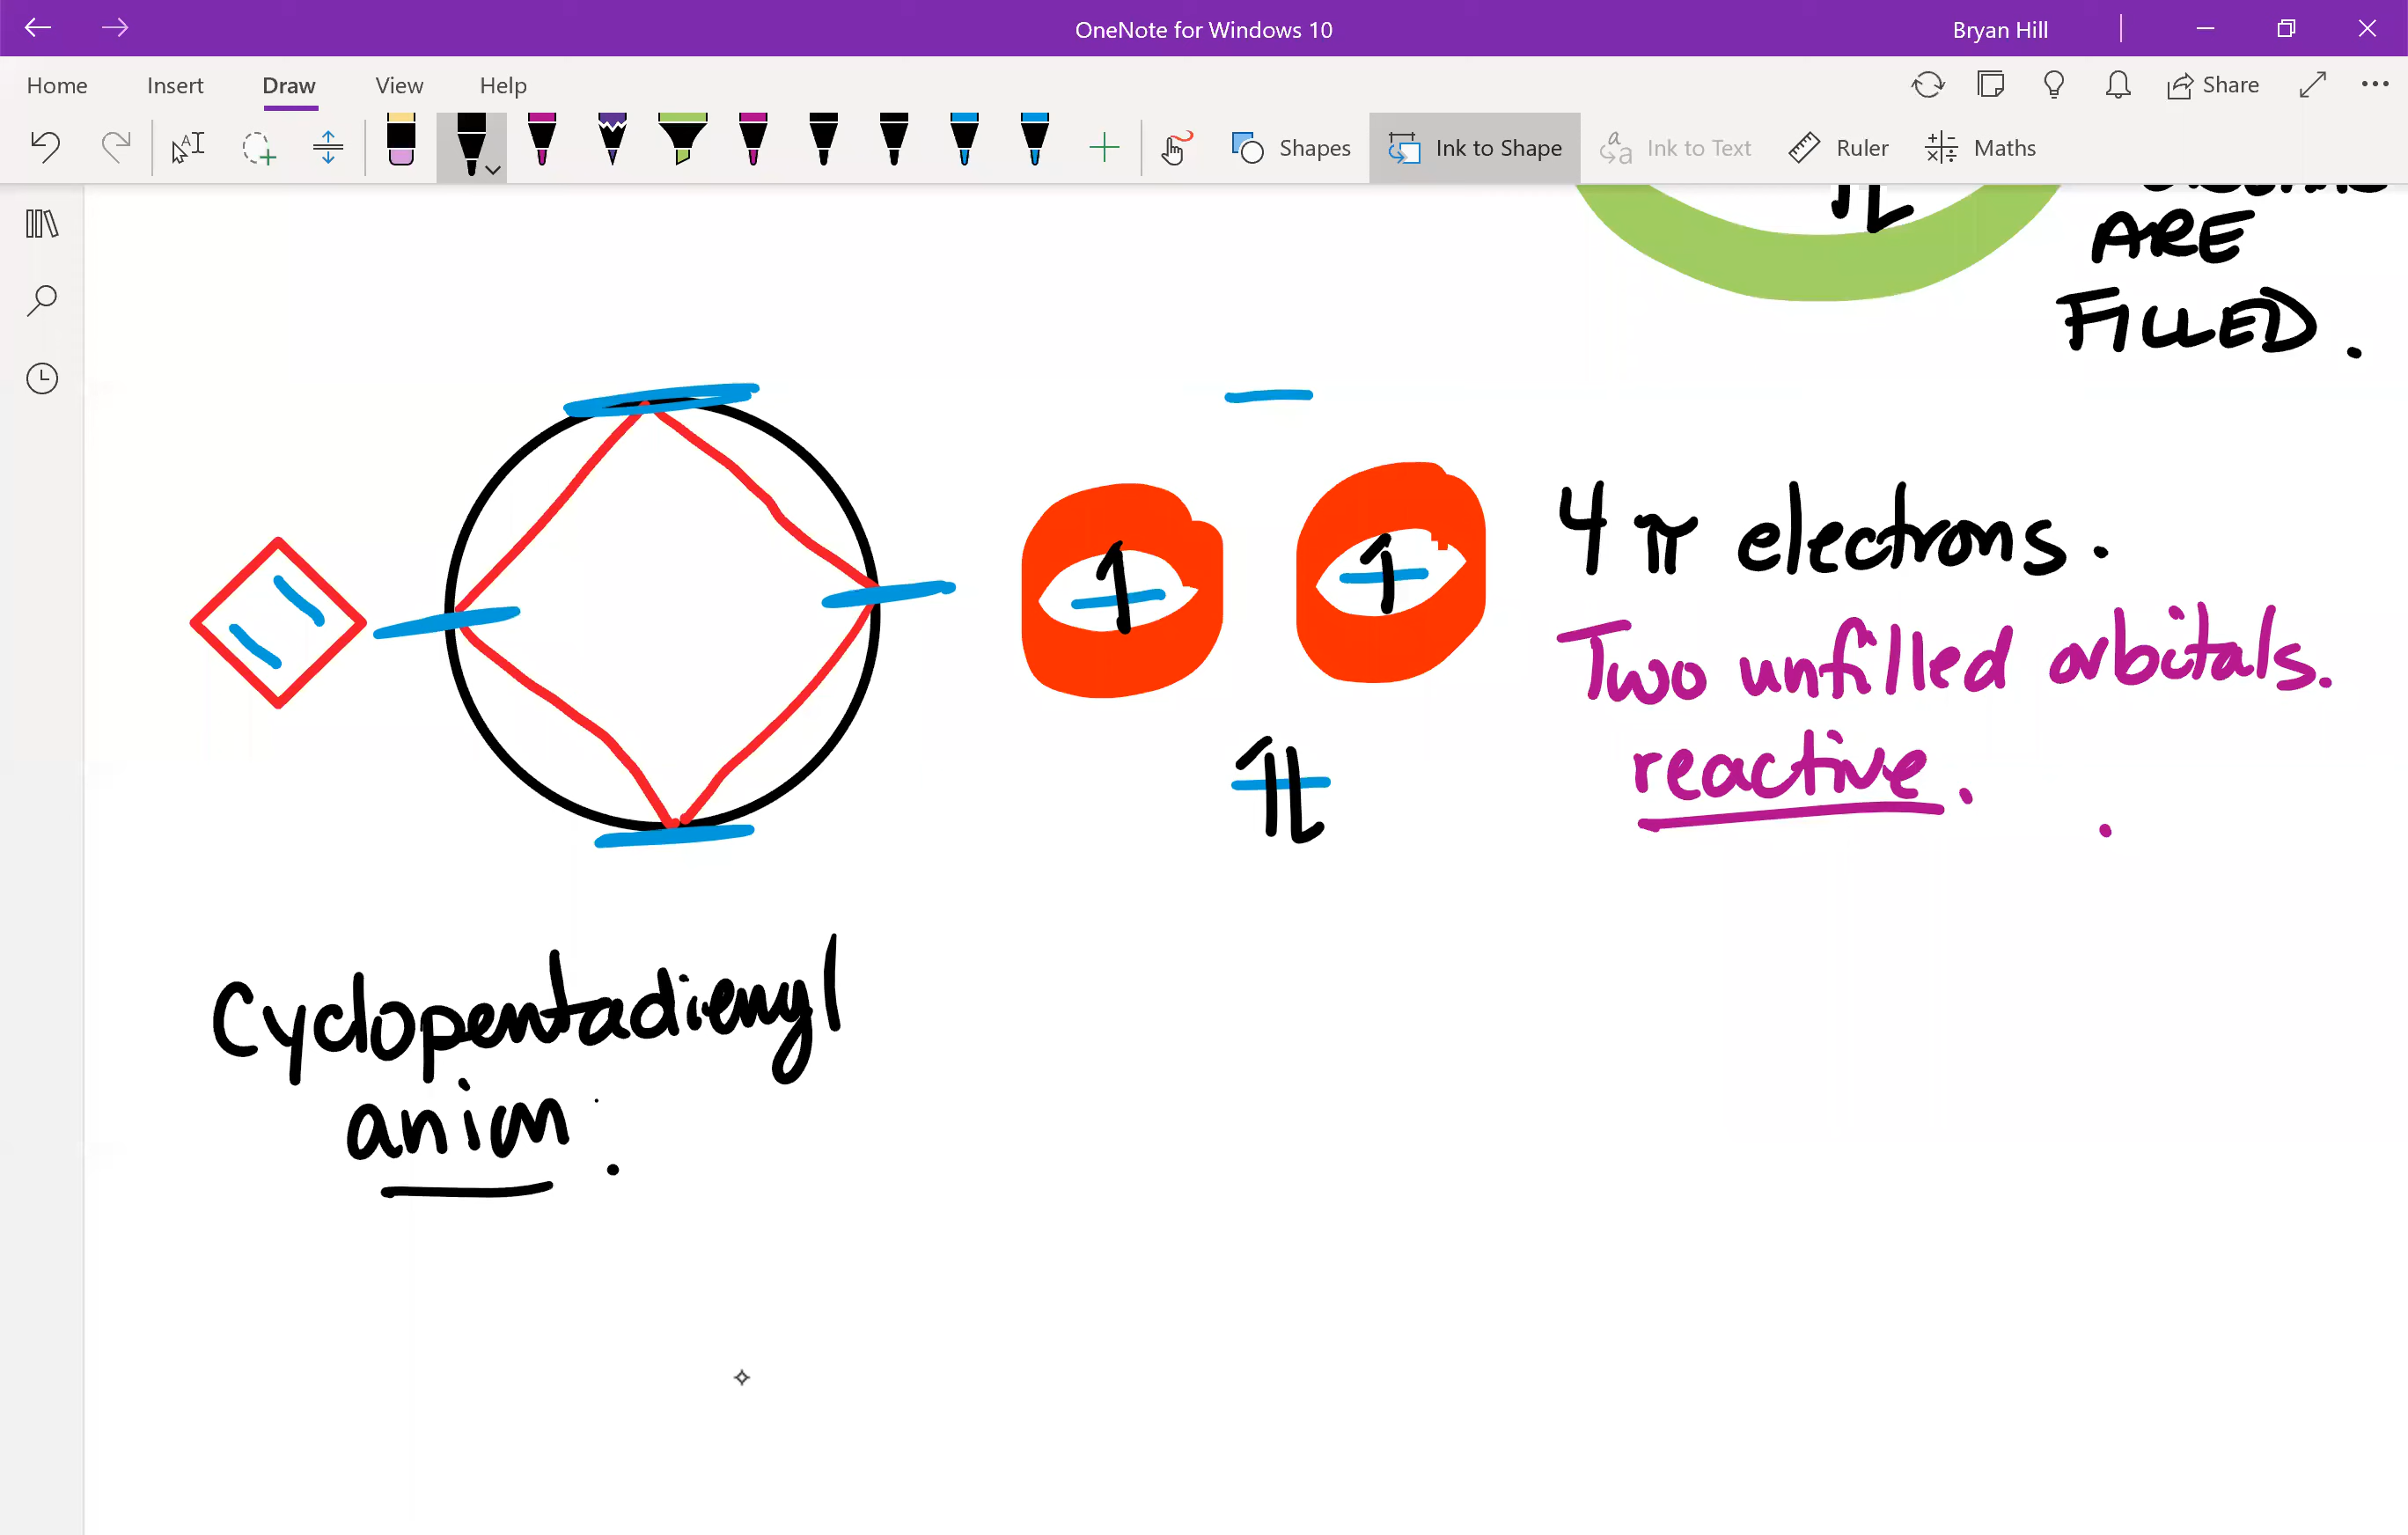 OneNote for Windows 10
Bryan Hill
Home Insert Draw View Help
Share
Shapes Ink to Shape Ink to Text Ruler Maths
ARE
FILLED.
4 π electrons.
Two unfilled orbitals.
reactive.
Cyclopentadienyl
anion.